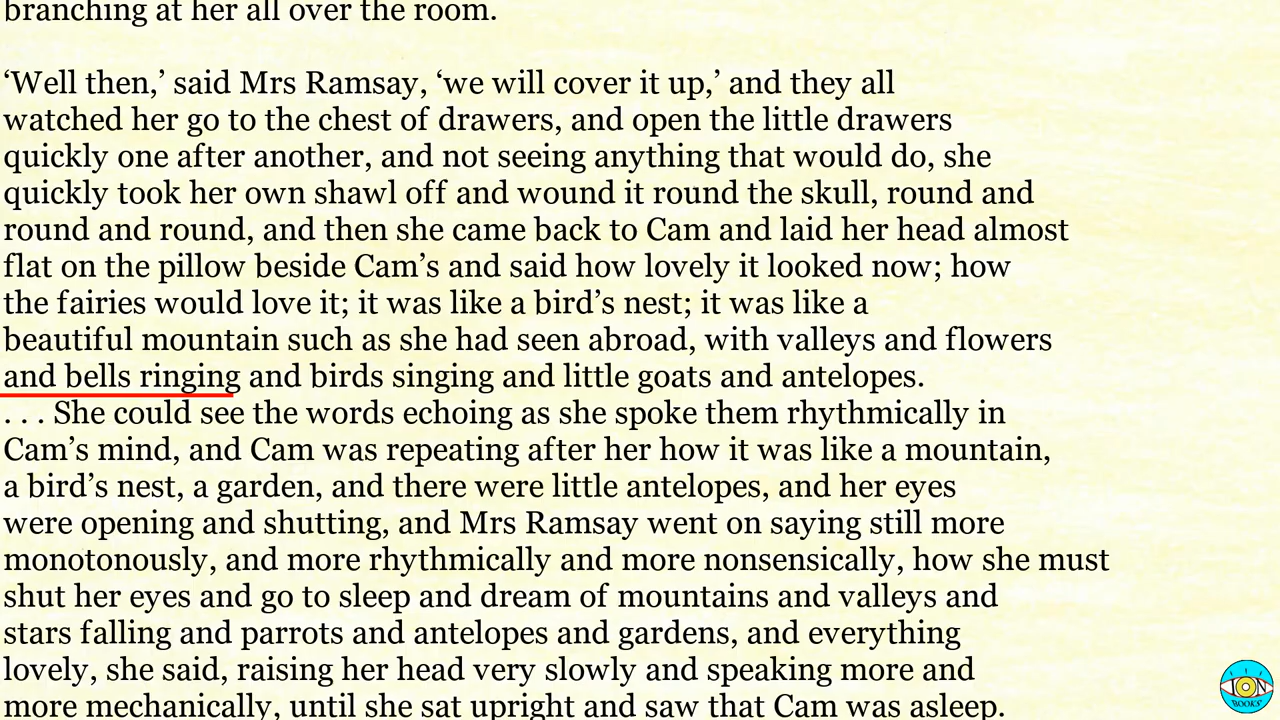 branching at her all over the room.
‘Well then,’ said Mrs Ramsay, ‘we will cover it up,’ and they all
watched her go to the chest of drawers, and open the little drawers
quickly one after another, and not seeing anything that would do, she
quickly took her own shawl off and wound it round the skull, round and
round and round, and then she came back to Cam and laid her head almost
flat on the pillow beside Cam’s and said how lovely it looked now; how
the fairies would love it; it was like a bird’s nest; it was like a
beautiful mountain such as she had seen abroad, with valleys and flowers
and bells ringing and birds singing and little goats and antelopes.
. . . She could see the words echoing as she spoke them rhythmically in
Cam’s mind, and Cam was repeating after her how it was like a mountain,
a bird’s nest, a garden, and there were little antelopes, and her eyes
were opening and shutting, and Mrs Ramsay went on saying still more
monotonously, and more rhythmically and more nonsensically, how she must
shut her eyes and go to sleep and dream of mountains and valleys and
stars falling and parrots and antelopes and gardens, and everything
lovely, she said, raising her head very slowly and speaking more and
more mechanically, until she sat upright and saw that Cam was asleep.
ION
BOOKS